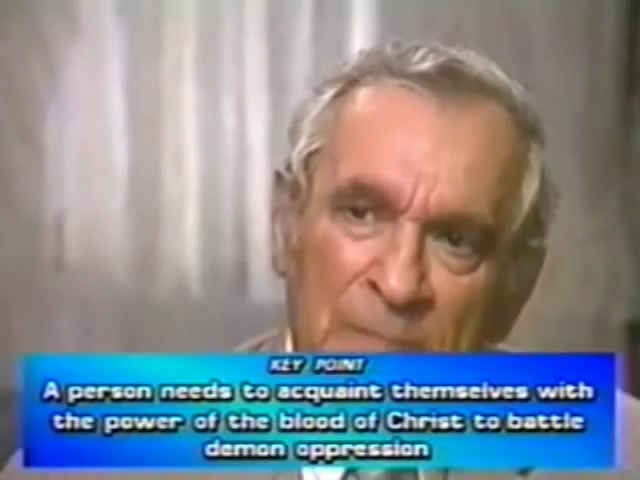 KEY POINT
A person needs to acquaint themselves with
the power of the blood of Christ to battle
demon oppression